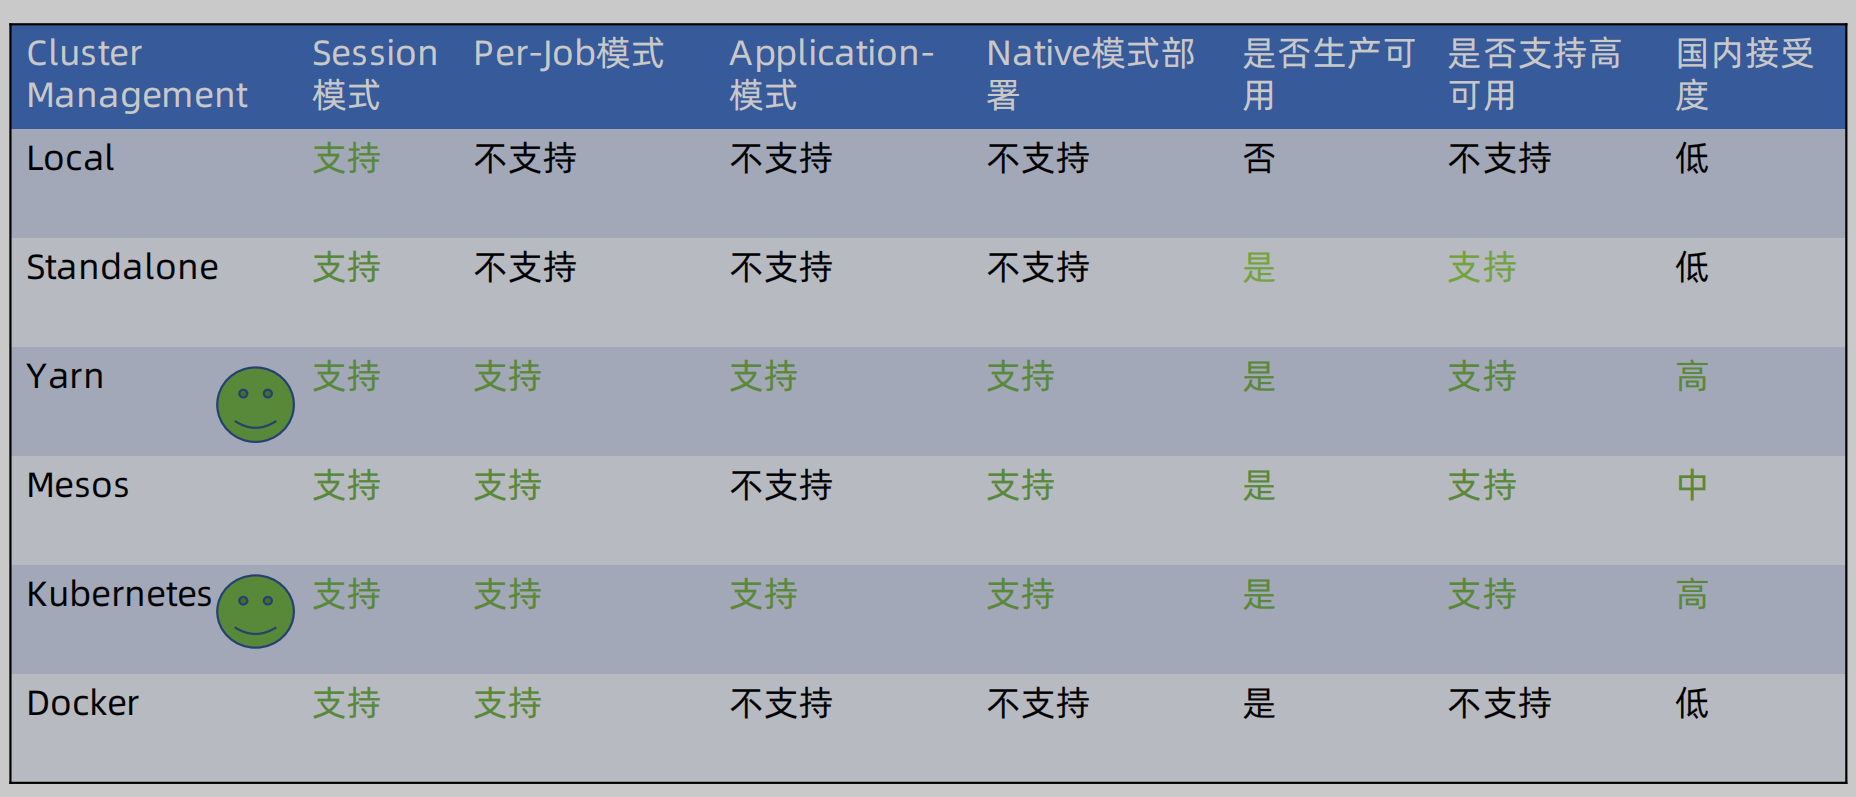 Cluster Management Session模式 Per-Job模式 Application-模式 Native模式部署 是否生产可用 是否支持高可用 国内接受度
Local 支持 不支持 不支持 不支持 否 不支持 低
Standalone 支持 不支持 不支持 不支持 是 支持 低
Yarn 支持 支持 支持 支持 是 支持 高
Mesos 支持 支持 不支持 支持 是 支持 中
Kubernetes 支持 支持 支持 支持 是 支持 高
Docker 支持 支持 不支持 不支持 是 不支持 低